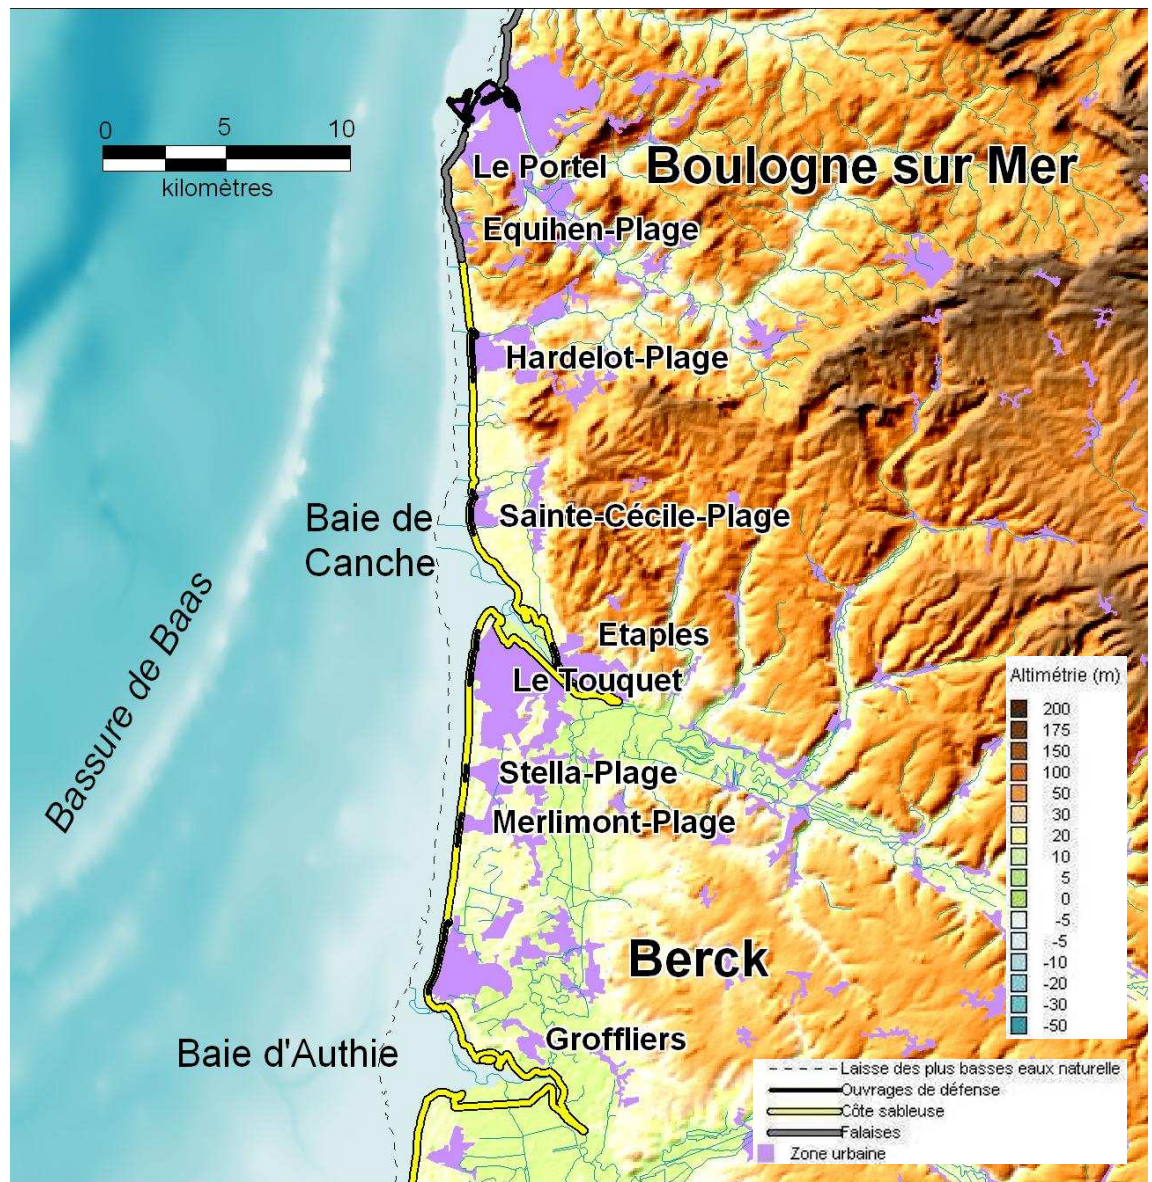 0 5 10
kilomètres
Le Portel
Boulogne sur Mer
Equihen-Plage
Hardelot-Plage
Baie de
Canche
Sainte-Cécile-Plage
Bassure de Baas
Etaples
Le Touquet
Stella-Plage
Merlimont-Plage
Berck
Groffliers
Baie d'Authie
Altimétrie (m)
200
175
150
100
50
30
20
10
5
0
-5
-5
-10
-20
-30
-50
Laisse des plus basses eaux naturelle
Ouvrages de défense
Côte sableuse
Falaises
Zone urbaine